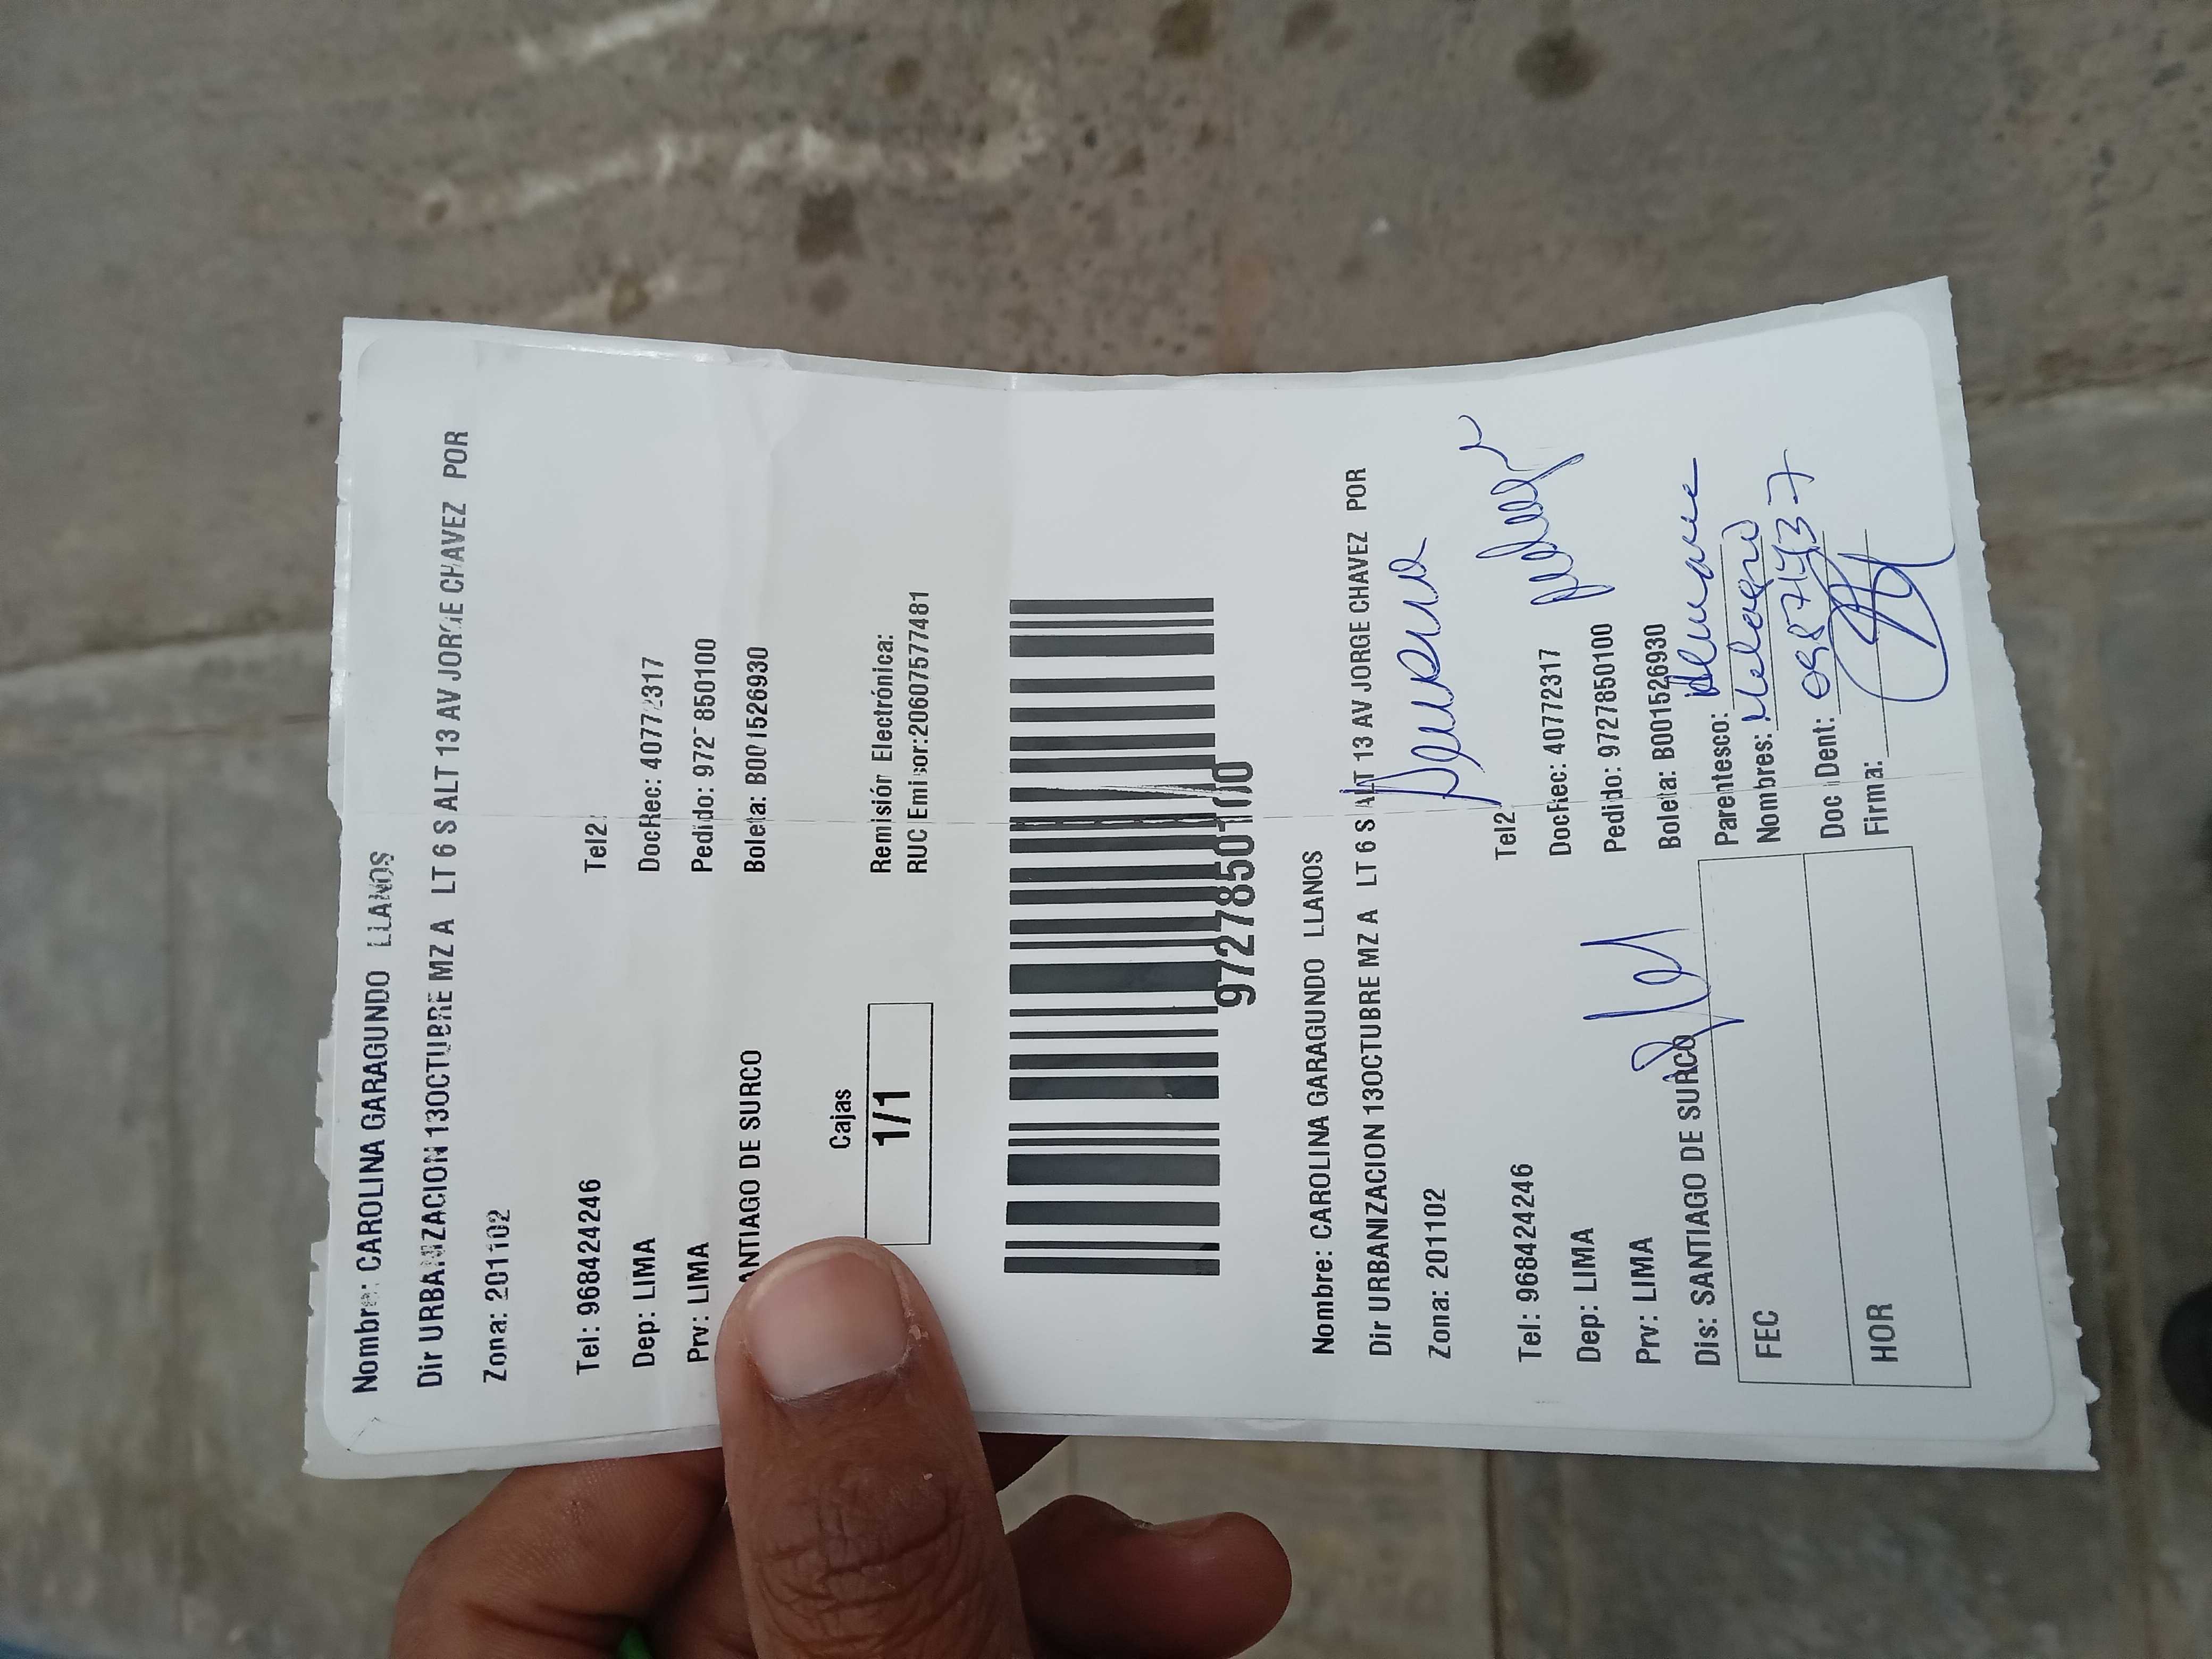 Nombre: CAROLINA GARAGUNDO LLANOS
Dir URBANIZACION 13OCTUBRE MZ A LT 6 S ALT 13 AV JORGE CHAVEZ POR
Zona: 201102
Tel: 968424246 Tel2:
Dep: LIMA DocRec: 40772317
Prv: LIMA Pedido: 972 850100
ANTIAGO DE SURCO Boleta: B001526930
Cajas
1/1
Remisión Electrónica:
RUC Emisor:20607577481
9727850100
Nombre: CAROLINA GARAGUNDO LLANOS
Dir URBANIZACION 13OCTUBRE MZ A LT 6 S ALT 13 AV JORGE CHAVEZ POR
Zona: 201102
Tel: 968424246 Tel2
Dep: LIMA DocRec: 40772317
Prv: LIMA Pedido: 9727850100
Dis: SANTIAGO DE SURCO Boleta: B001526930
FEC
HOR
Parentesco:
Nombres:
Doc Dent:
Firma: